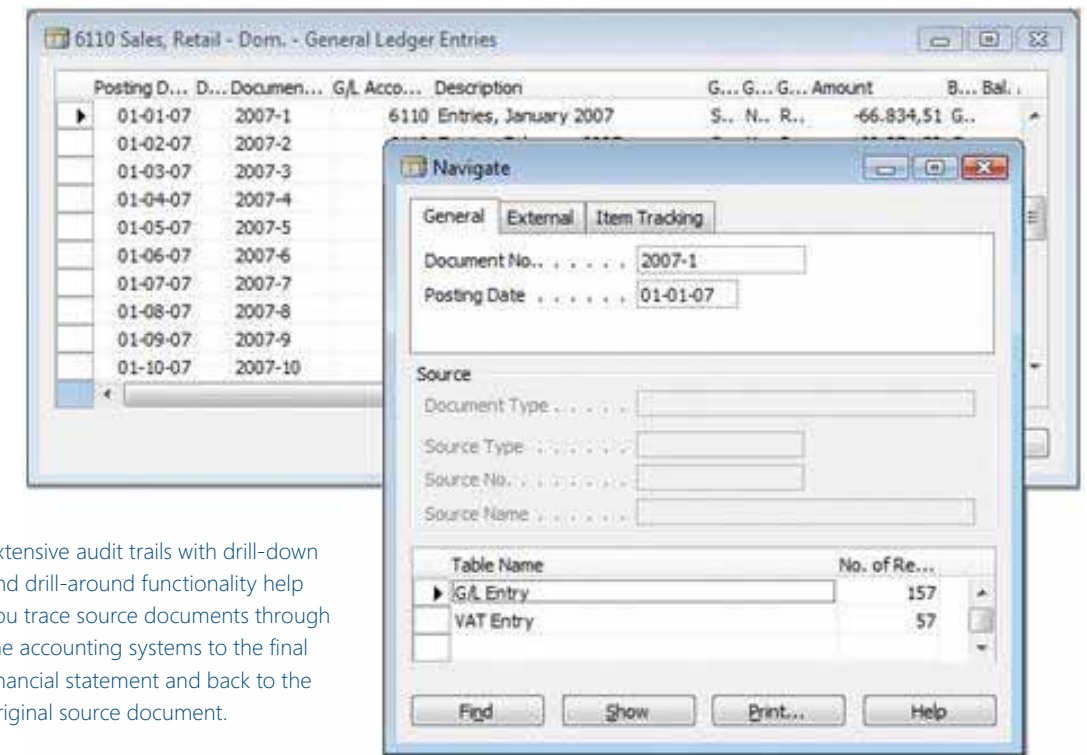 6110 Sales, Retail - Dom. - General Ledger Entries
Posting D... D... Documen... G/L Acco... Description G... G... G... Amount B... Bal. .
01-01-07 2007-1 6110 Entries, January 2007 S.. N.. R.. -66.834,51 G..
01-02-07 2007-2
01-03-07 2007-3
01-04-07 2007-4
01-05-07 2007-5
01-06-07 2007-6
01-07-07 2007-7
01-08-07 2007-8
01-09-07 2007-9
01-10-07 2007-10
Navigate
General External Item Tracking
Document No.. . . . . . 2007-1
Posting Date . . . . . . 01-01-07
Source
Document Type . . . . .
Source Type . . . . . . .
Source No. . . . . . . .
Source Name . . . . . .
Table Name No. of Re...
G/L Entry 157
VAT Entry 57
Find Show Print... Help
xtensive audit trails with drill-down
nd drill-around functionality help
ou trace source documents through
e accounting systems to the final
nancial statement and back to the
riginal source document.